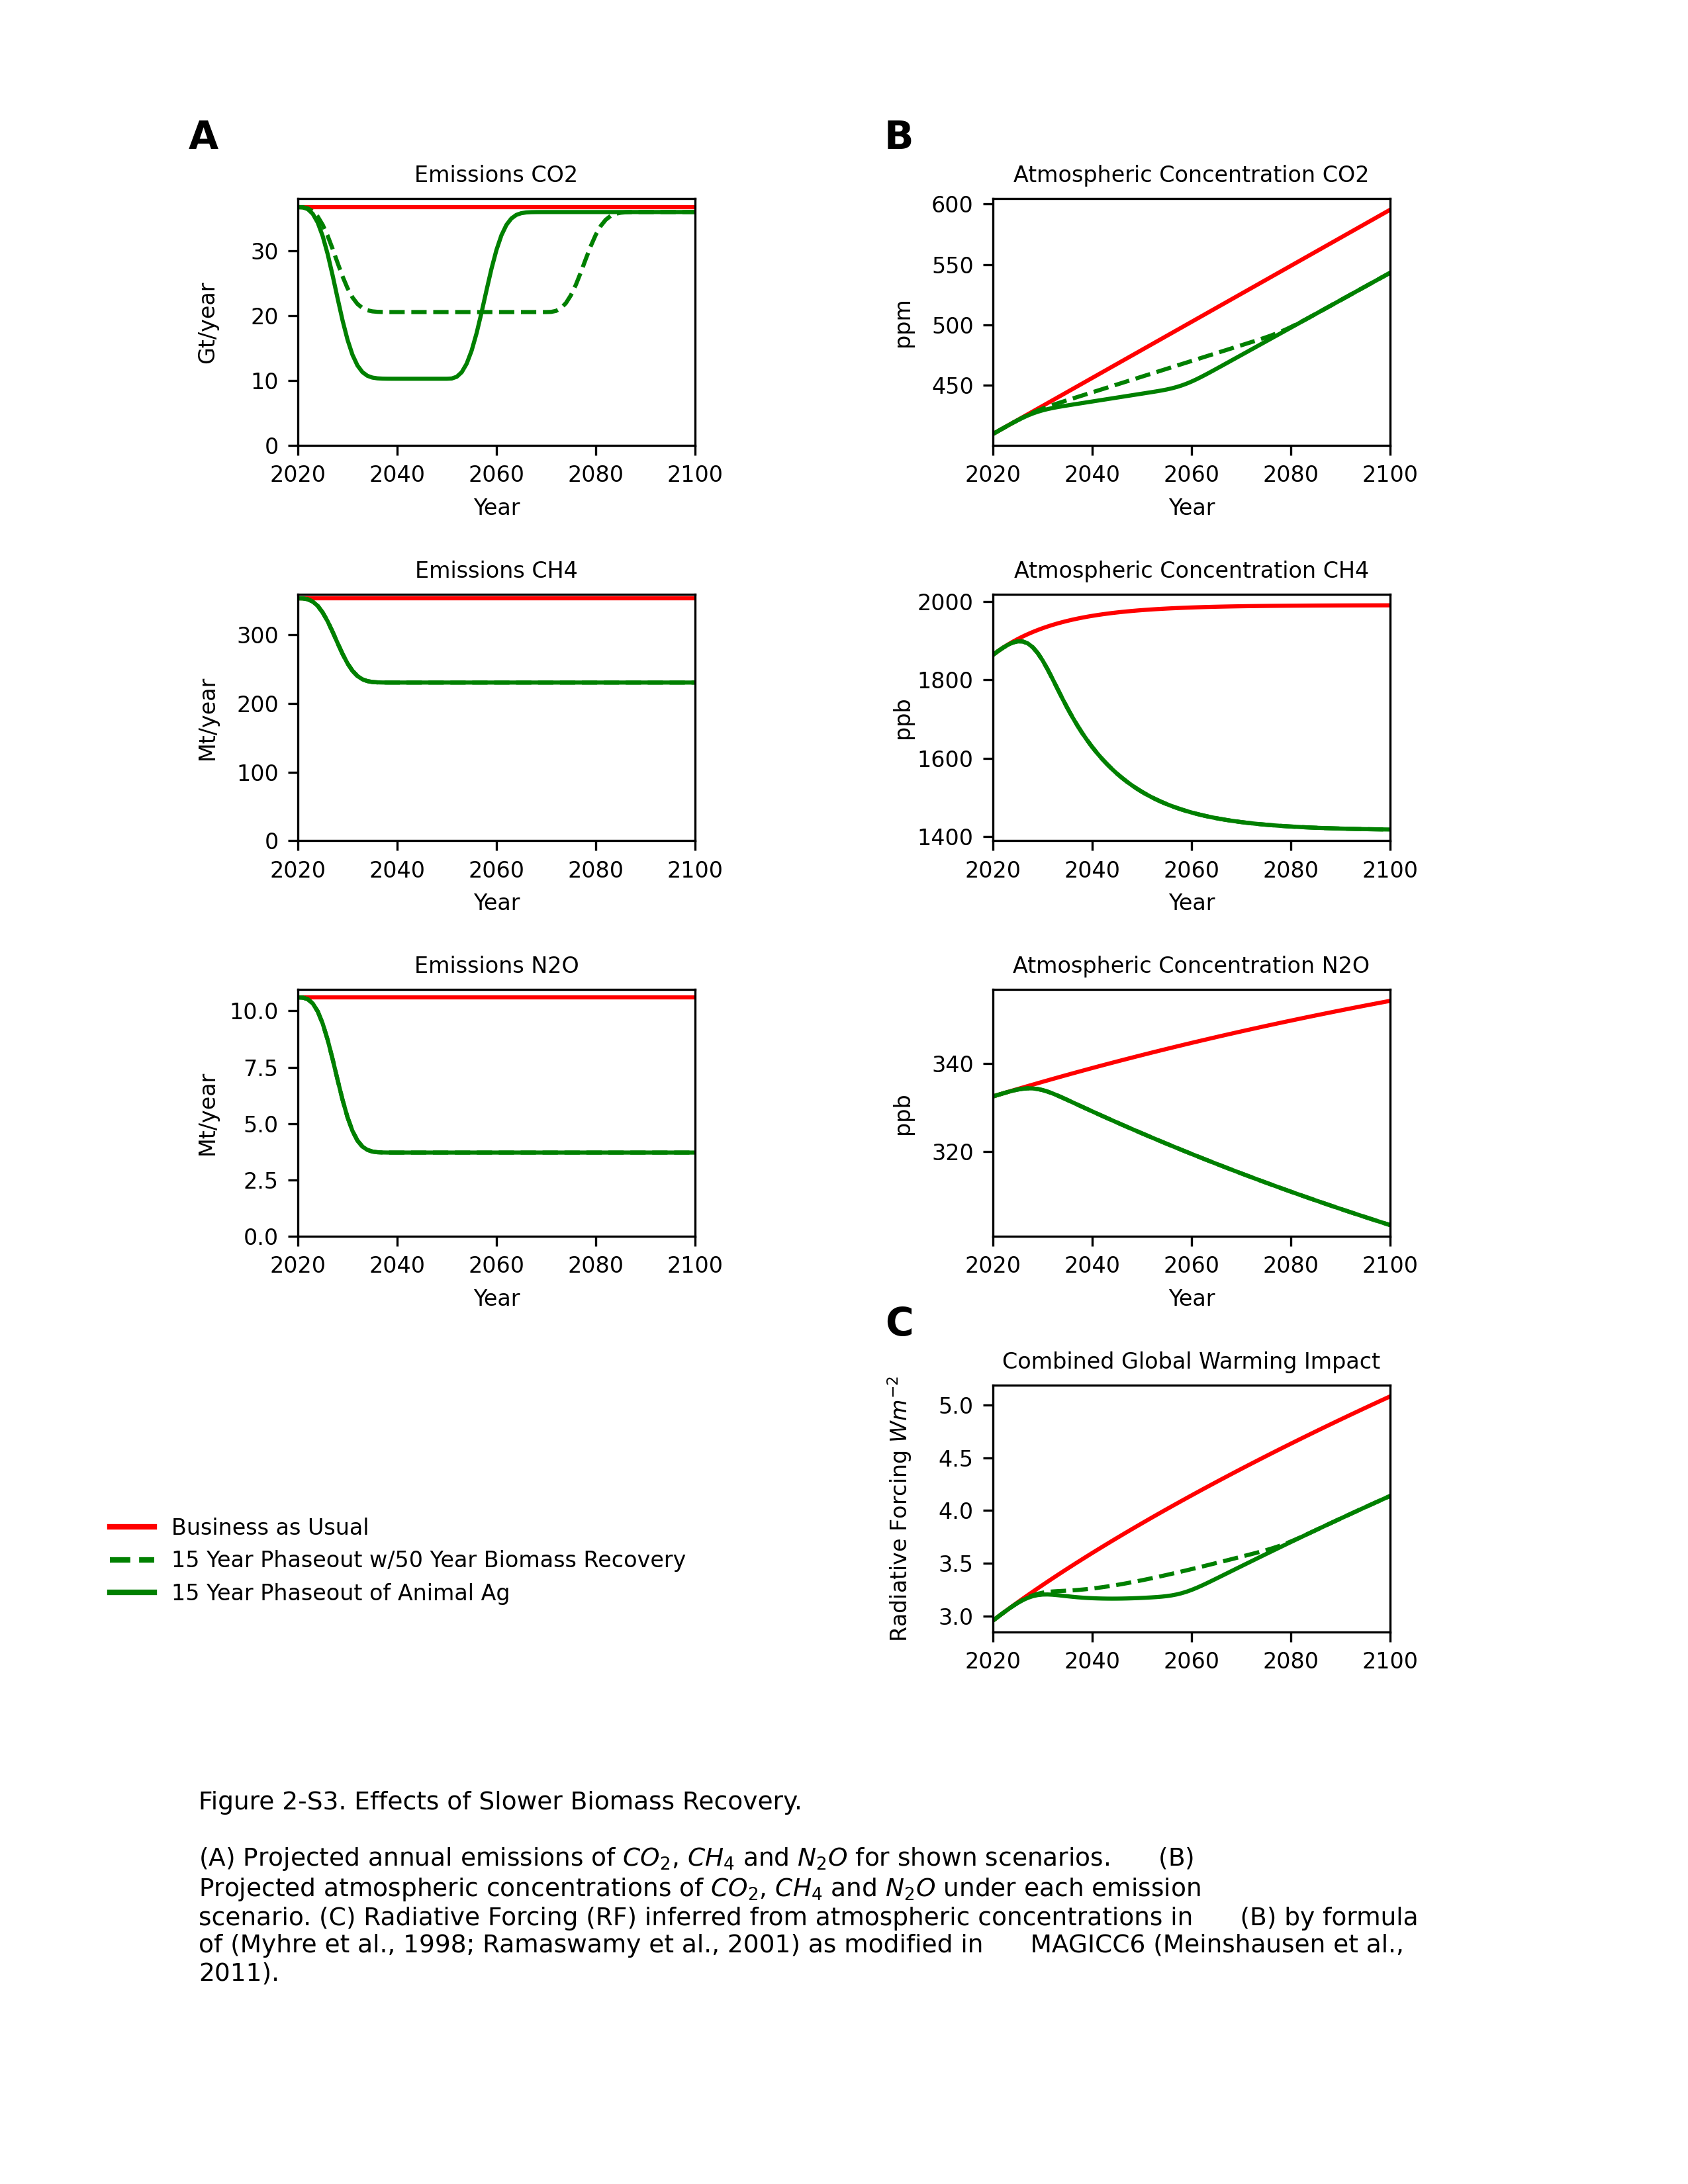 A
Emissions CO2
Gt/year
30
20
10
0
2020 2040 2060 2080 2100
Year
Emissions CH4
Mt/year
300
200
100
0
2020 2040 2060 2080 2100
Year
Emissions N2O
Mt/year
10.0
7.5
5.0
2.5
0.0
2020 2040 2060 2080 2100
Year
B
Atmospheric Concentration CO2
ppm
600
550
500
450
2020 2040 2060 2080 2100
Year
Atmospheric Concentration CH4
ppb
2000
1800
1600
1400
2020 2040 2060 2080 2100
Year
Atmospheric Concentration N2O
ppb
340
320
2020 2040 2060 2080 2100
Year
C
Combined Global Warming Impact
Radiative Forcing Wm⁻²
5.0
4.5
4.0
3.5
3.0
2020 2040 2060 2080 2100
Business as Usual
15 Year Phaseout w/50 Year Biomass Recovery
15 Year Phaseout of Animal Ag
Figure 2-S3. Effects of Slower Biomass Recovery.
(A) Projected annual emissions of CO₂, CH₄ and N₂O for shown scenarios. (B)
Projected atmospheric concentrations of CO₂, CH₄ and N₂O under each emission
scenario. (C) Radiative Forcing (RF) inferred from atmospheric concentrations in (B) by formula
of (Myhre et al., 1998; Ramaswamy et al., 2001) as modified in MAGICC6 (Meinshausen et al.,
2011).